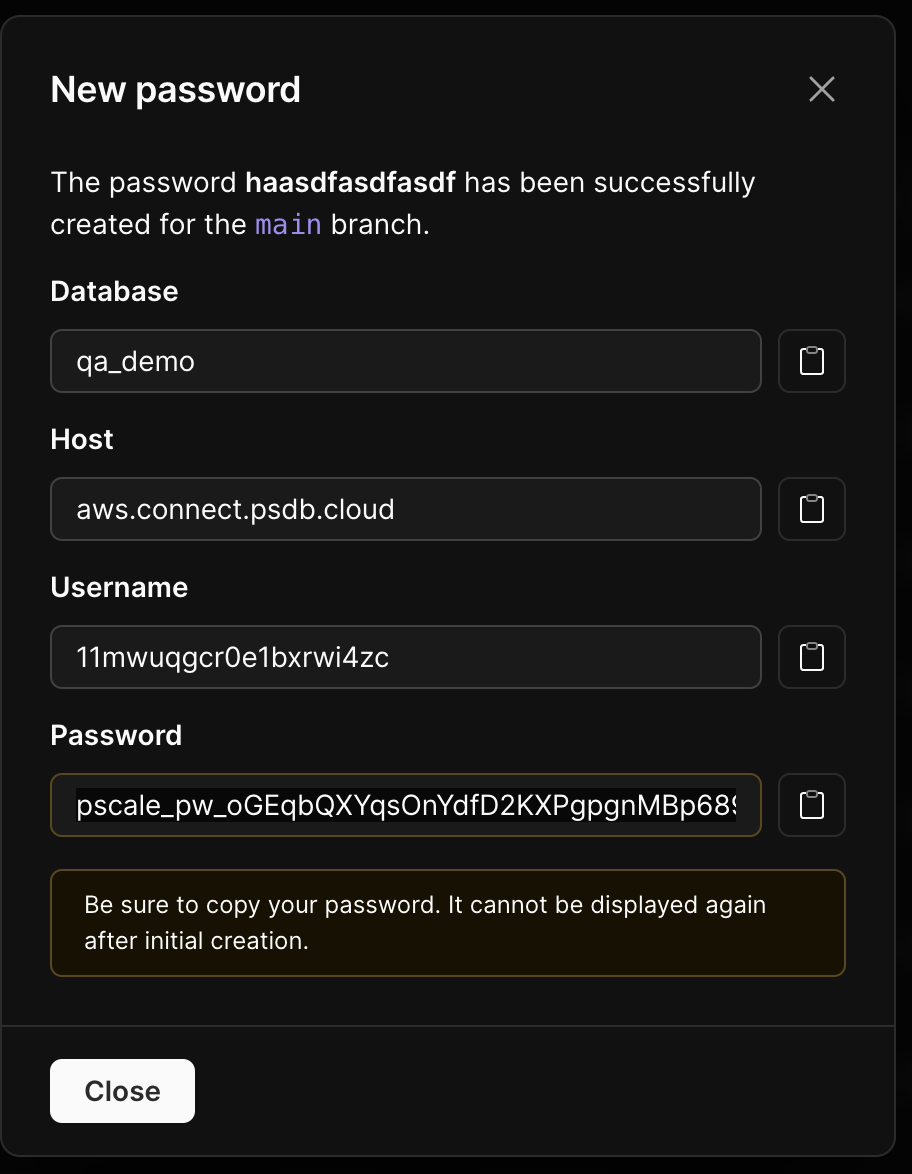 New password
The password haasdfasdfasdf has been successfully
created for the main branch.
Database
qa_demo
Host
aws.connect.psdb.cloud
Username
11mwuqgcr0e1bxrwi4zc
Password
pscale_pw_oGEqbQXYqsOnYdfD2KXPgpgnMBp689
Be sure to copy your password. It cannot be displayed again
after initial creation.
Close